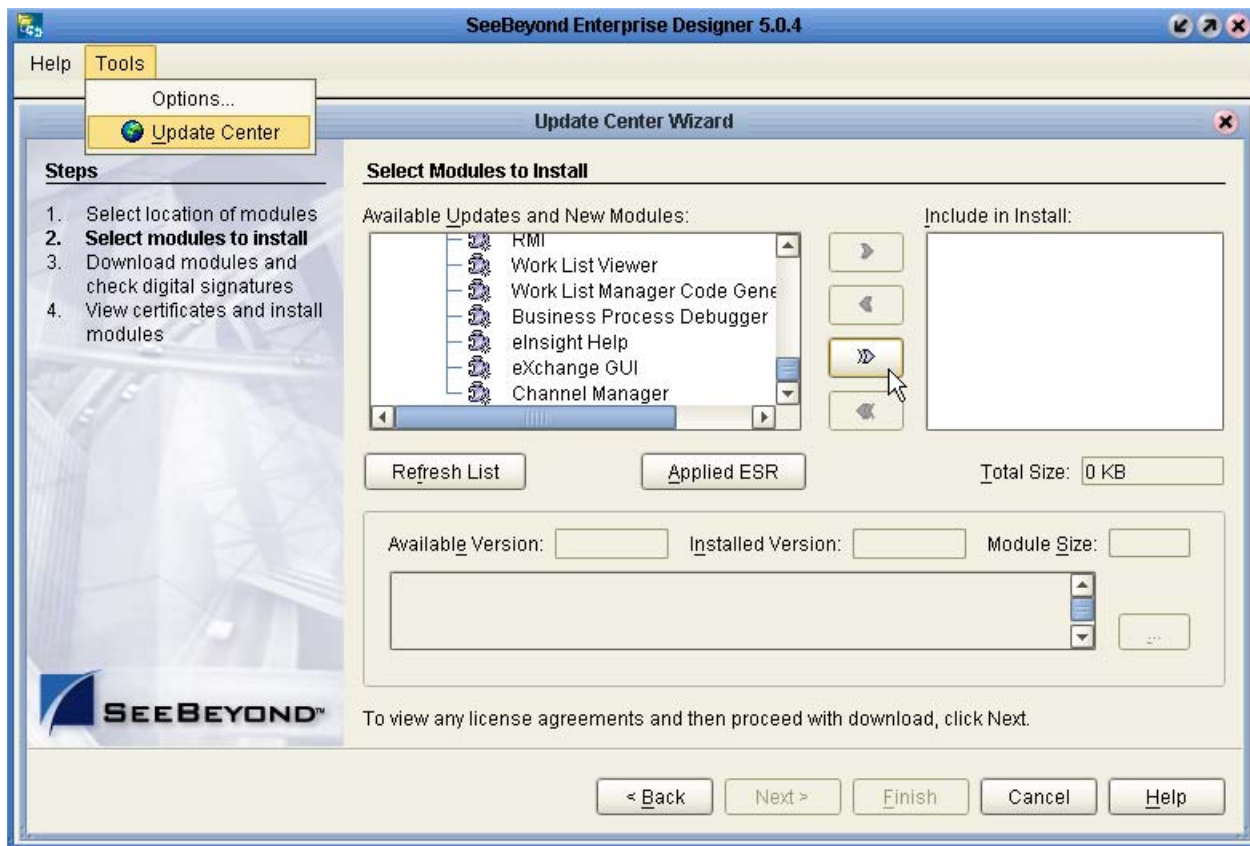 SeeBeyond Enterprise Designer 5.0.4
Help Tools
Options...
Update Center
Update Center Wizard
Steps
1. Select location of modules
2. Select modules to install
3. Download modules and
check digital signatures
4. View certificates and install
modules
SEEBEYOND™
Select Modules to Install
Available Updates and New Modules:
RMI
Work List Viewer
Work List Manager Code Gene
Business Process Debugger
eInsight Help
eXchange GUI
Channel Manager
Include in Install:
Refresh List
Applied ESR
Total Size: 0 KB
Available Version:
Installed Version:
Module Size:
...
To view any license agreements and then proceed with download, click Next.
< Back
Next >
Finish
Cancel
Help